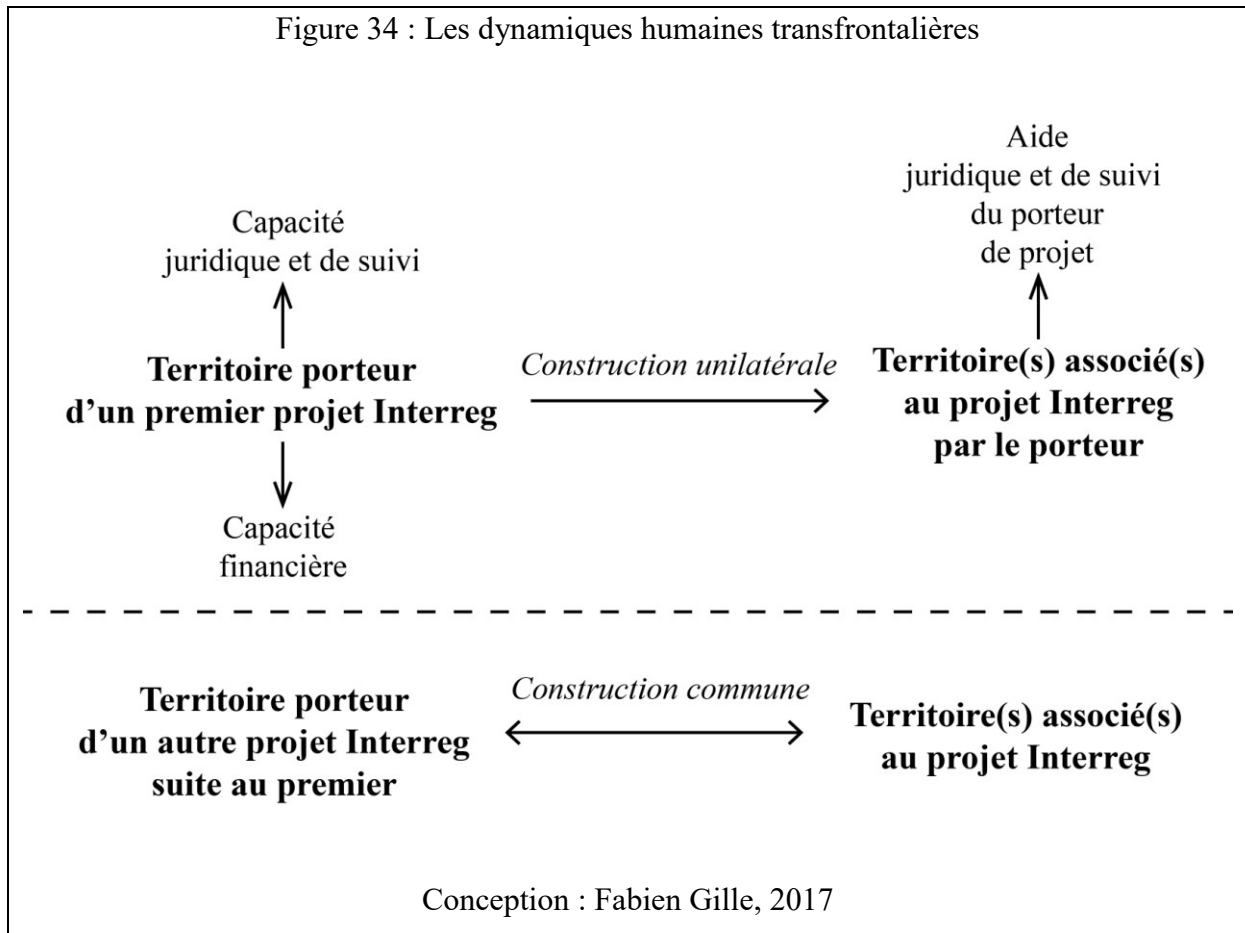 Figure 34 : Les dynamiques humaines transfrontalières
Aide
juridique et de suivi
du porteur
de projet
Capacité
juridique et de suivi
Territoire porteur
d’un premier projet Interreg
Construction unilatérale
Territoire(s) associé(s)
au projet Interreg
par le porteur
Capacité
financière
Territoire porteur
d’un autre projet Interreg
suite au premier
Construction commune
Territoire(s) associé(s)
au projet Interreg
Conception : Fabien Gille, 2017